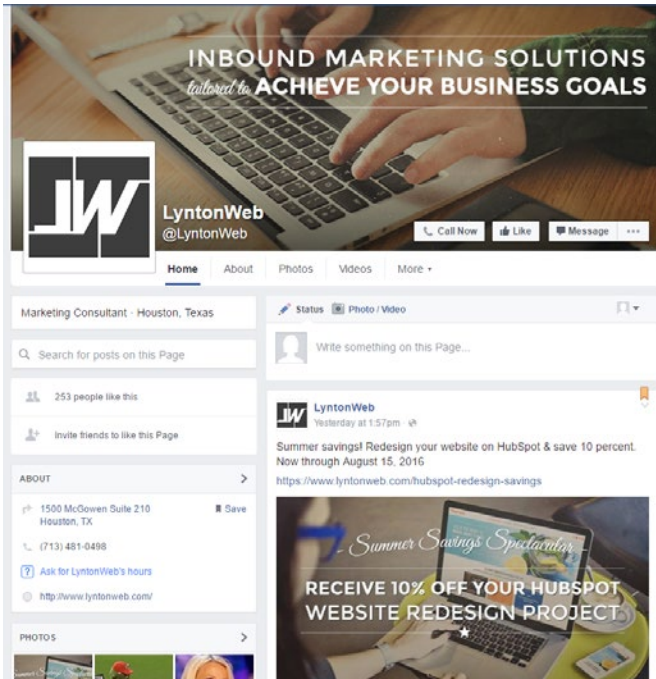 INBOUND MARKETING SOLUTIONS
tailored to ACHIEVE YOUR BUSINESS GOALS
LW
LyntonWeb
@LyntonWeb
Call Now
Like
Message
Home
About
Photos
Videos
More
Marketing Consultant · Houston, Texas
Search for posts on this Page
253 people like this
Invite friends to like this Page
ABOUT
1500 McGowen Suite 210
Houston, TX
Save
(713) 481-0498
Ask for LyntonWeb's hours
http://www.lyntonweb.com/
PHOTOS
Status
Photo / Video
Write something on this Page...
LW
LyntonWeb
Yesterday at 1:57pm ·
Summer savings! Redesign your website on HubSpot & save 10 percent.
Now through August 15, 2016
https://www.lyntonweb.com/hubspot-redesign-savings
- Summer Savings Spectacular -
RECEIVE 10% OFF YOUR HUBSPOT
WEBSITE REDESIGN PROJECT